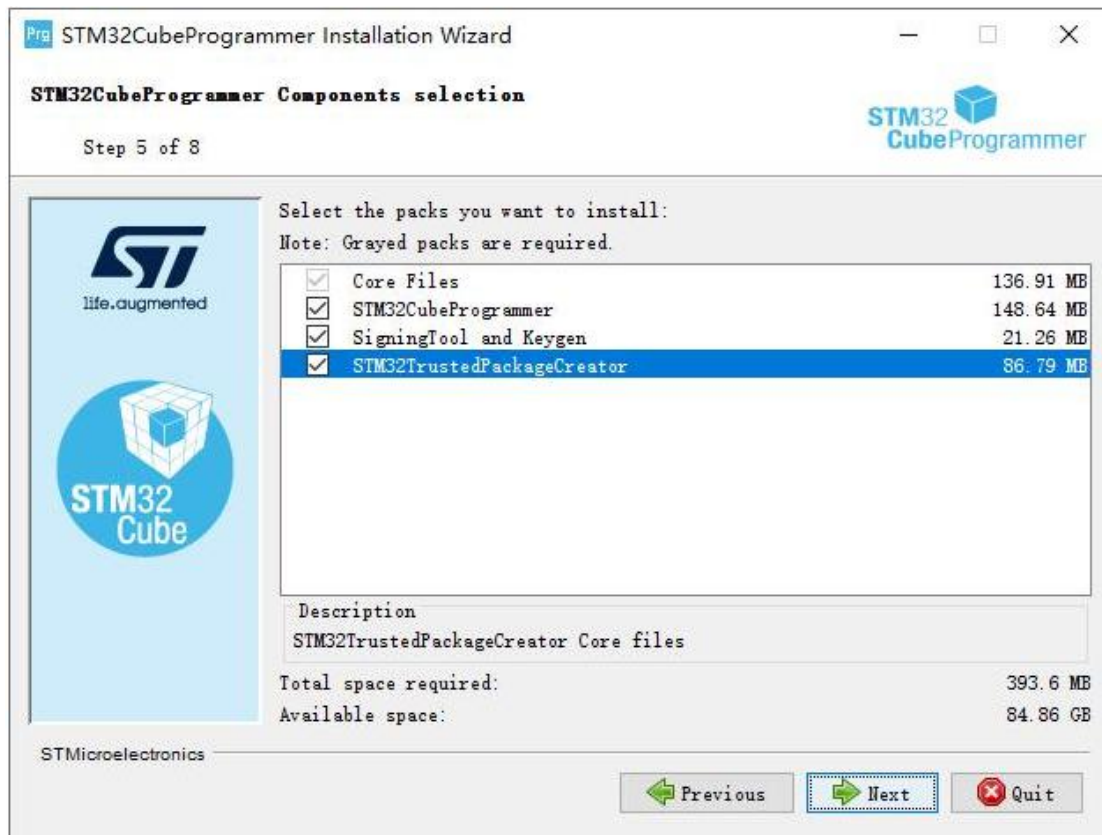 Prg STM32CubeProgrammer Installation Wizard
STM32CubeProgrammer Components selection
Step 5 of 8
STM32
CubeProgrammer
ST
life.augmented
STM32
Cube
Select the packs you want to install:
Note: Grayed packs are required.
Core Files 136.91 MB
STM32CubeProgrammer 148.64 MB
SigningTool and Keygen 21.26 MB
STM32TrustedPackageCreator 86.79 MB
Description
STM32TrustedPackageCreator Core files
Total space required: 393.6 MB
Available space: 84.86 GB
STMicroelectronics
Previous Next Quit